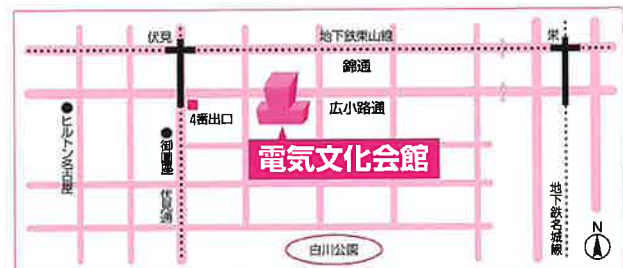 伏見
地下鉄東山線
栄
錦通
広小路通
4番出口
電気文化会館
ヒルトン名古屋
御園座
伏見通
地下鉄名城線
白川公園
N